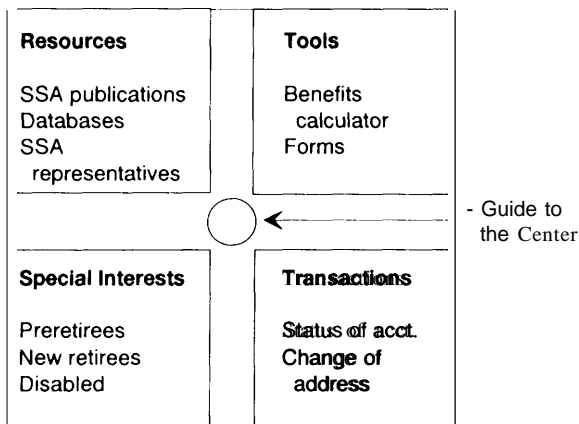 Resources
SSA publications
Databases
SSA
representatives
Tools
Benefits
calculator
Forms
- Guide to
the Center
Special Interests
Preretirees
New retirees
Disabled
Transactions
Status of acct.
Change of
address